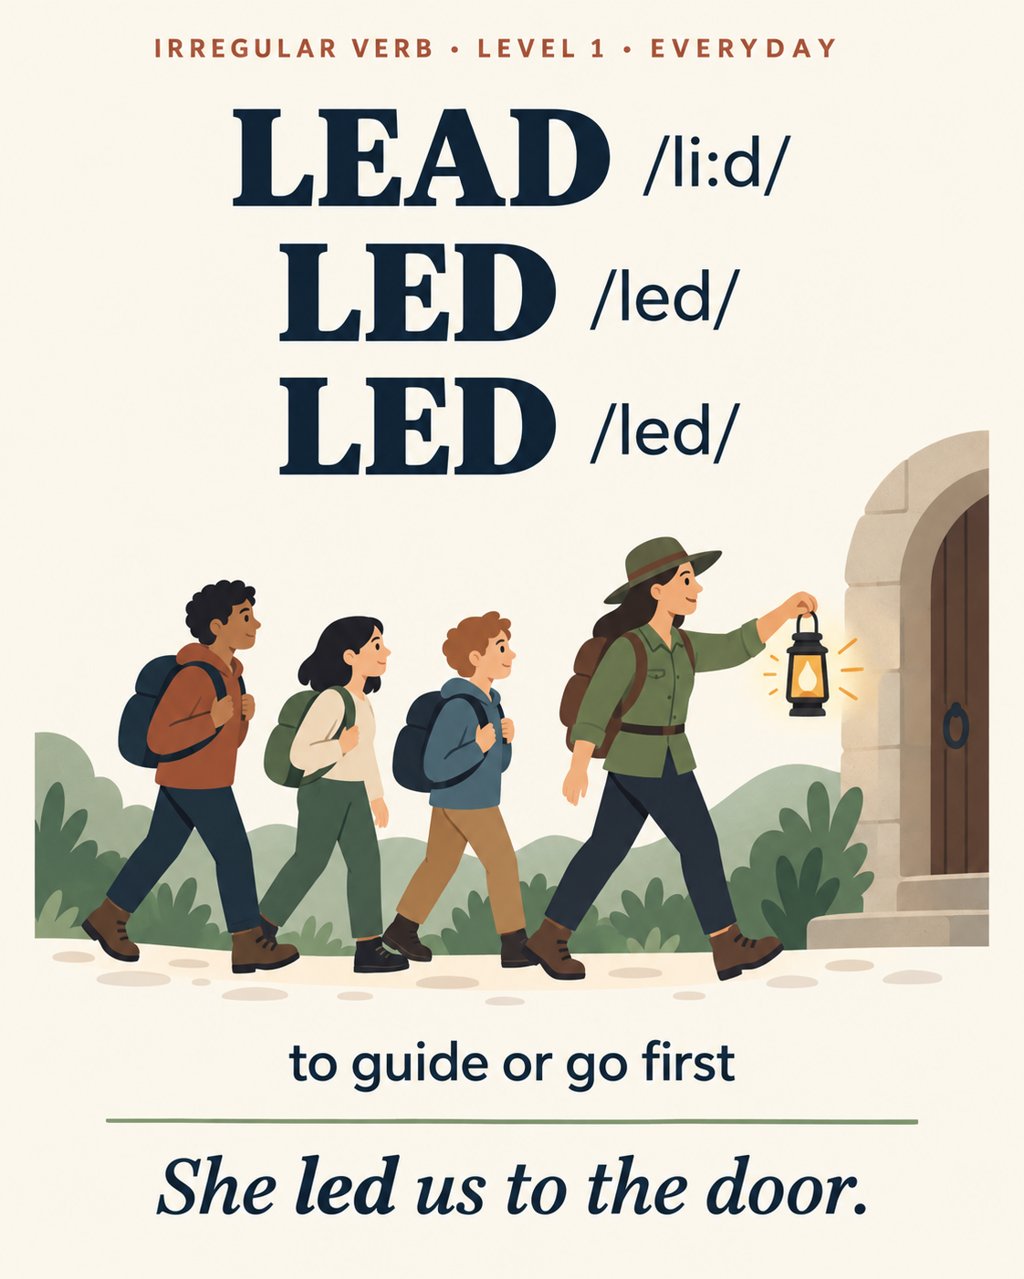 IRREGULAR VERB • LEVEL 1 • EVERYDAY
LEAD /li:d/
LED /led/
LED /led/
to guide or go first
She led us to the door.